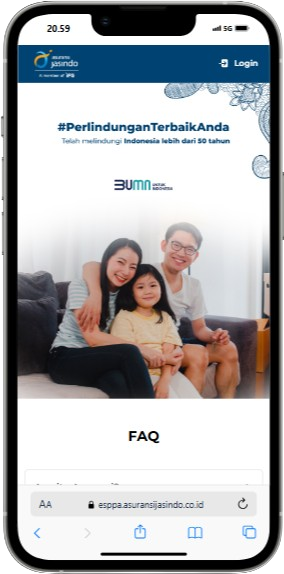 20.59
5G
asuransi
jasindo
A member of IFG
Login
#PerlindunganTerbaikAnda
Telah melindungi Indonesia lebih dari 50 tahun
BUMN UNTUK
INDONESIA
FAQ
AA
esppa.asuransijasindo.co.id